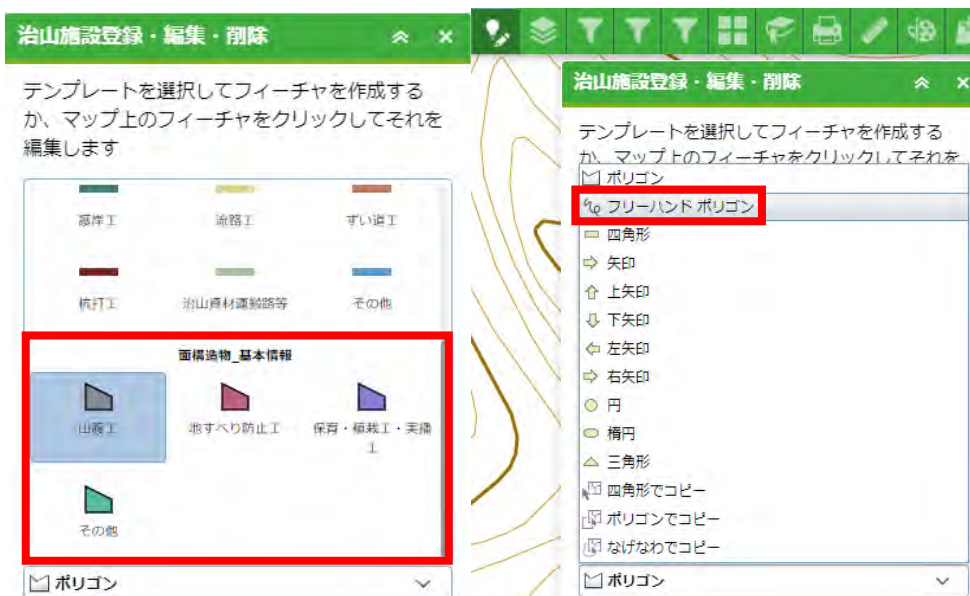 治山施設登録・編集・削除
テンプレートを選択してフィーチャを作成する
か、マップ上のフィーチャをクリックしてそれを
編集します
護岸工
流路工
ずい道工
杭打工
治山資材運搬路等
その他
面構造物_基本情報
山腹工
地すべり防止工
保育・植栽工・実播
工
その他
ポリゴン
治山施設登録・編集・削除
テンプレートを選択してフィーチャを作成する
か、マップ上のフィーチャをクリックしてそれを
ポリゴン
フリーハンド ポリゴン
四角形
矢印
上矢印
下矢印
左矢印
右矢印
円
楕円
三角形
四角形でコピー
ポリゴンでコピー
なげなわでコピー
ポリゴン